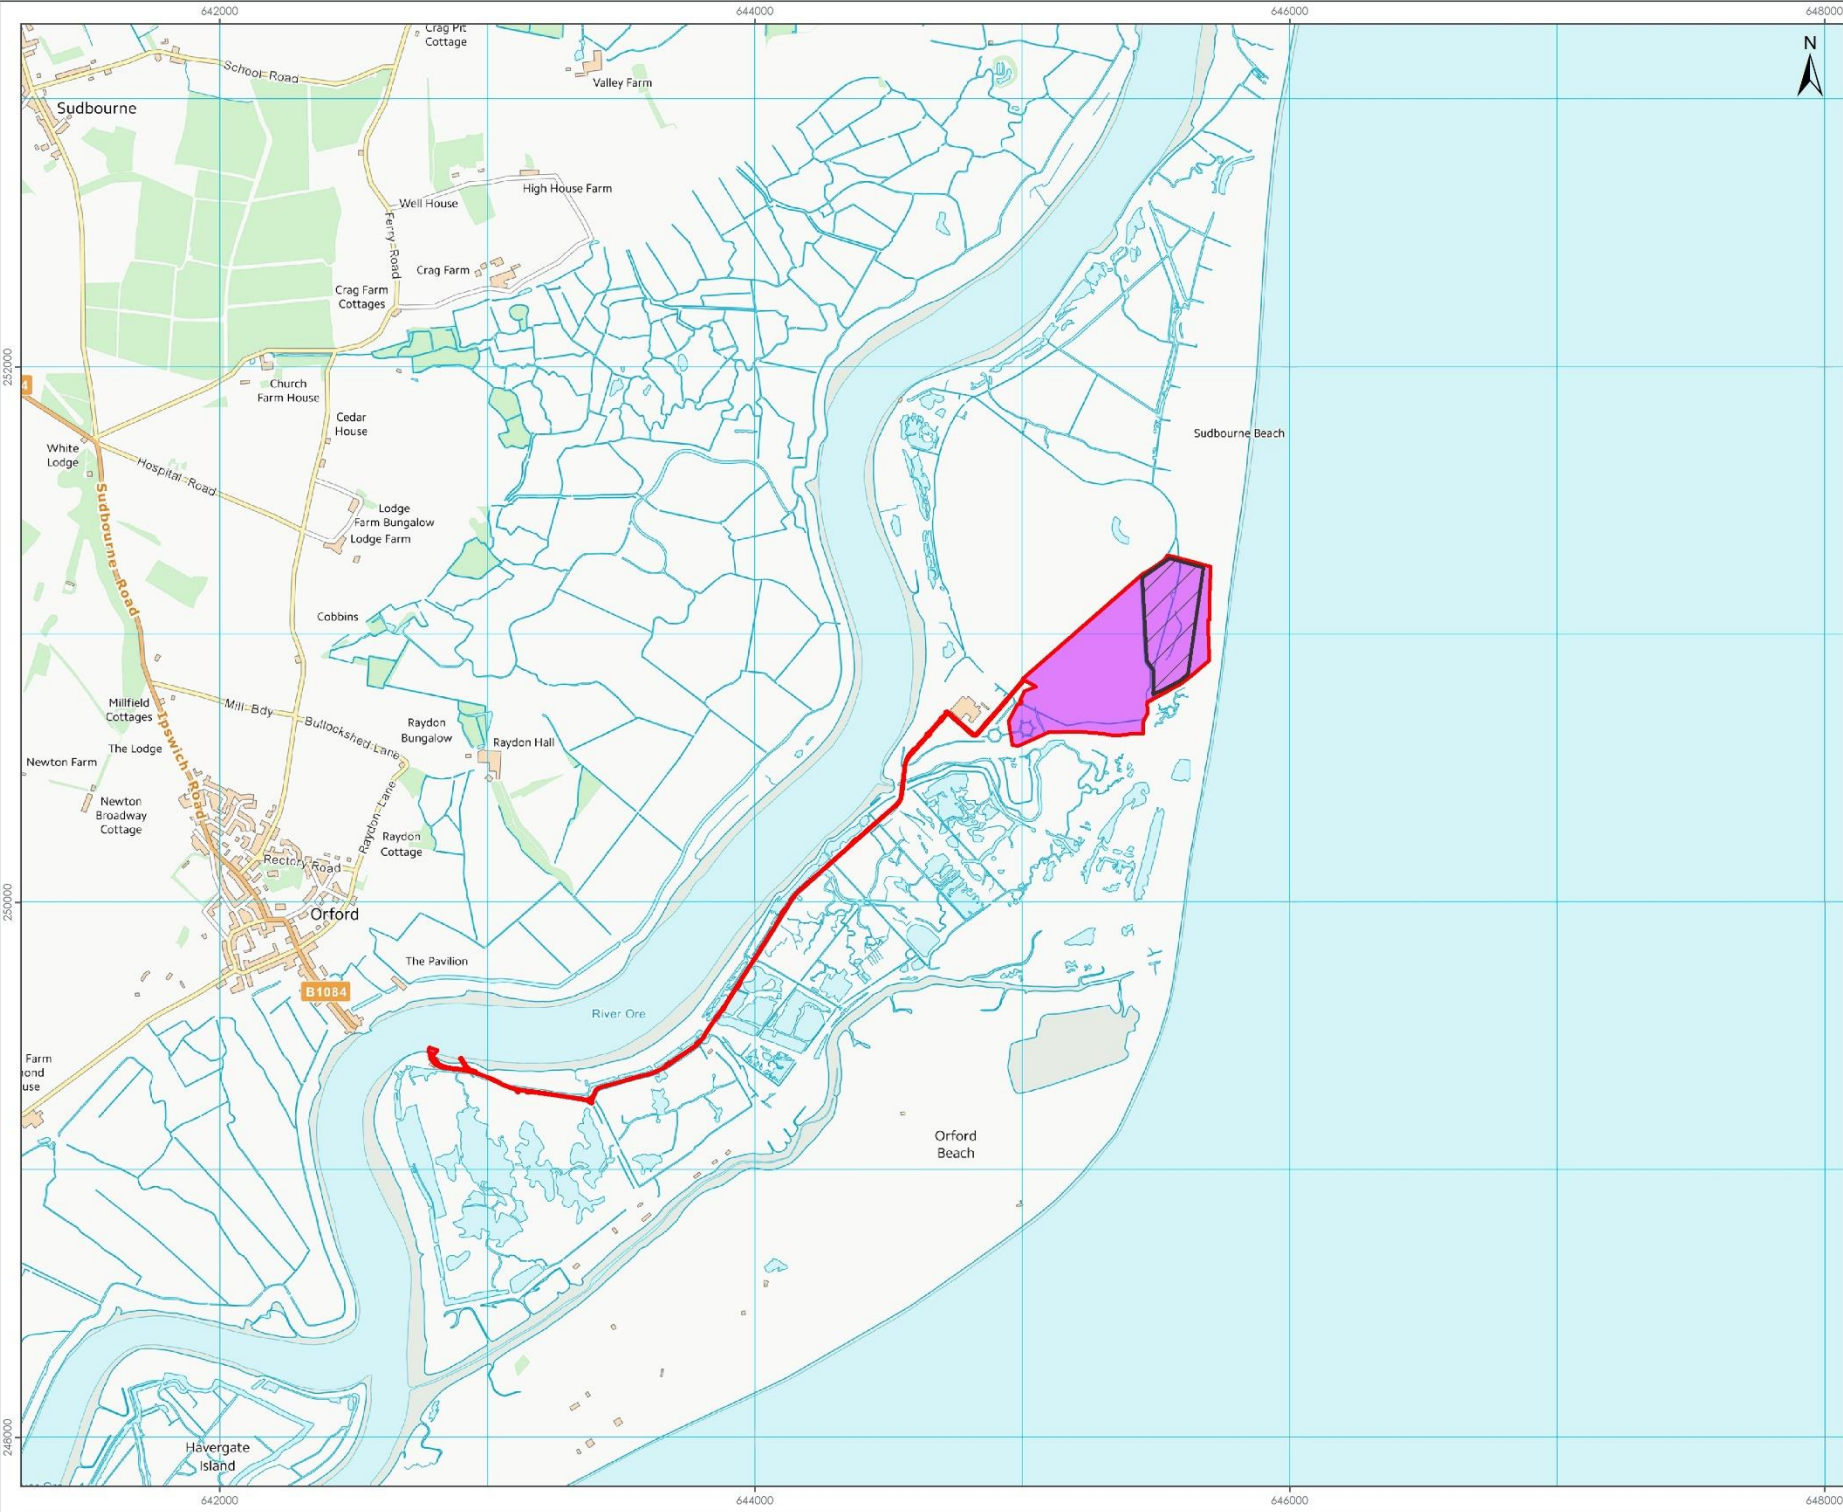 642000
644000
646000
648000
N
Crag Pit
Cottage
School Road
Valley Farm
Sudbourne
High House Farm
Well House
Ferry Road
Crag Farm
Crag Farm
Cottages
252000
4
Church
Farm House
Cedar
House
White
Lodge
Hospital Road
Sudbourne Beach
Sudbourne Road
Lodge
Farm Bungalow
Lodge Farm
Cobbins
Millfield
Cottages
Mill Bdy
Bullockshed Lane
Raydon
Bungalow
Raydon Hall
The Lodge
Ipswich Road
Newton Farm
Newton
Broadway
Cottage
Raydon Lane
Raydon
Cottage
Rectory Road
250000
Orford
The Pavilion
B1084
River Ore
Farm
ond
use
Orford
Beach
248000
Havergate
Island
642000
644000
646000
648000